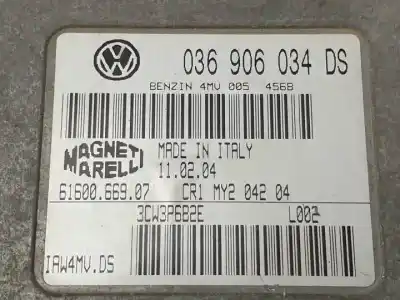 036 906 034 DS
BENZIN 4MV 005 4568
MAGNETI MARELLI
MADE IN ITALY
11.02.04
61600.669.07 CR1 MY2 042 04
3CW3P6B2E L002
IAW4MV.DS